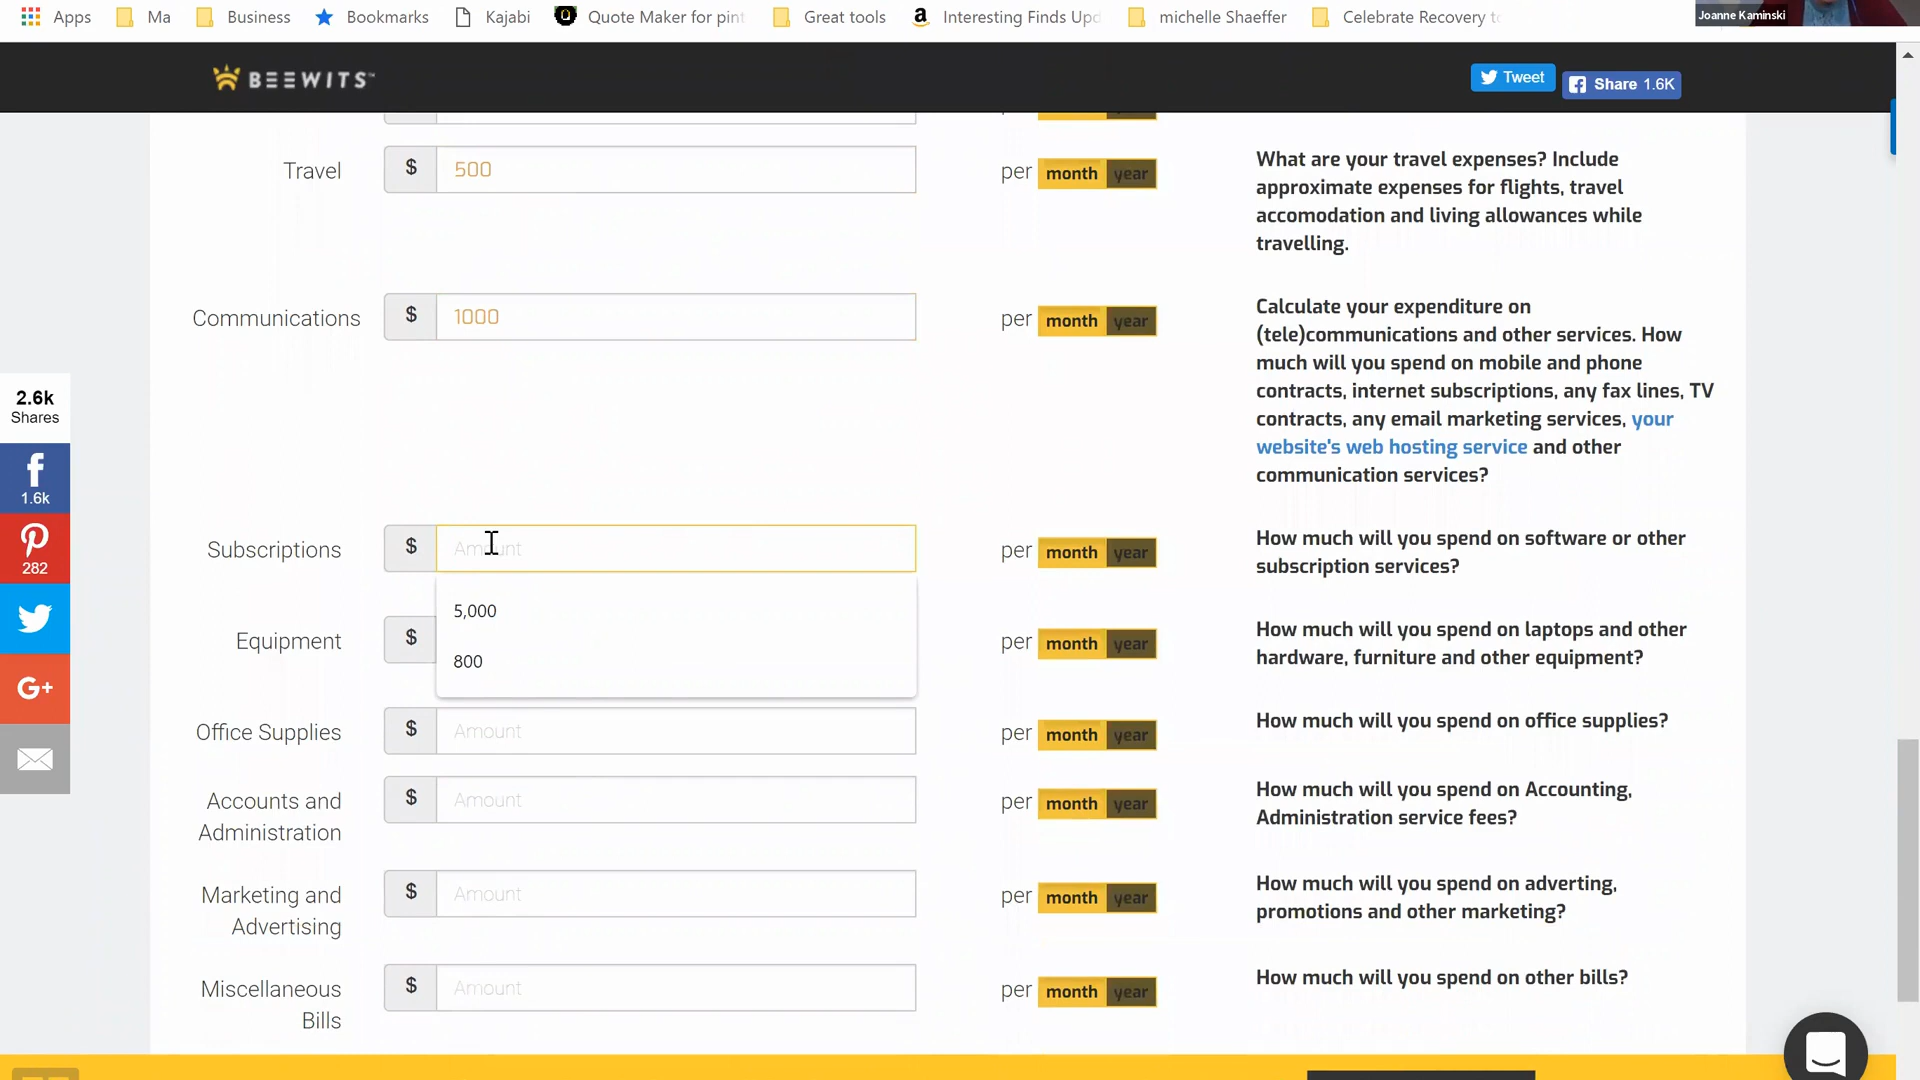 Apps
Ma
Business
Bookmarks
Kajabi
Quote Maker for pint
Great tools
Interesting Finds Upd
michelle Shaeffer
Celebrate Recovery to
Joanne Kaminski
BEEWITS™
Tweet
Share 1.6K
Travel $ 500 per month year
What are your travel expenses? Include
approximate expenses for flights, travel
accomodation and living allowances while
travelling.
Communications $ 1000 per month year
Calculate your expenditure on
(tele)communications and other services. How
much will you spend on mobile and phone
contracts, internet subscriptions, any fax lines, TV
contracts, any email marketing services, your
website's web hosting service and other
communication services?
2.6k
Shares
1.6k
282
G+
Subscriptions $ Amount per month year
How much will you spend on software or other
subscription services?
5,000
800
Equipment $ per month year
How much will you spend on laptops and other
hardware, furniture and other equipment?
Office Supplies $ Amount per month year
How much will you spend on office supplies?
Accounts and
Administration
$ Amount per month year
How much will you spend on Accounting,
Administration service fees?
Marketing and
Advertising
$ Amount per month year
How much will you spend on adverting,
promotions and other marketing?
Miscellaneous
Bills
$ Amount per month year
How much will you spend on other bills?